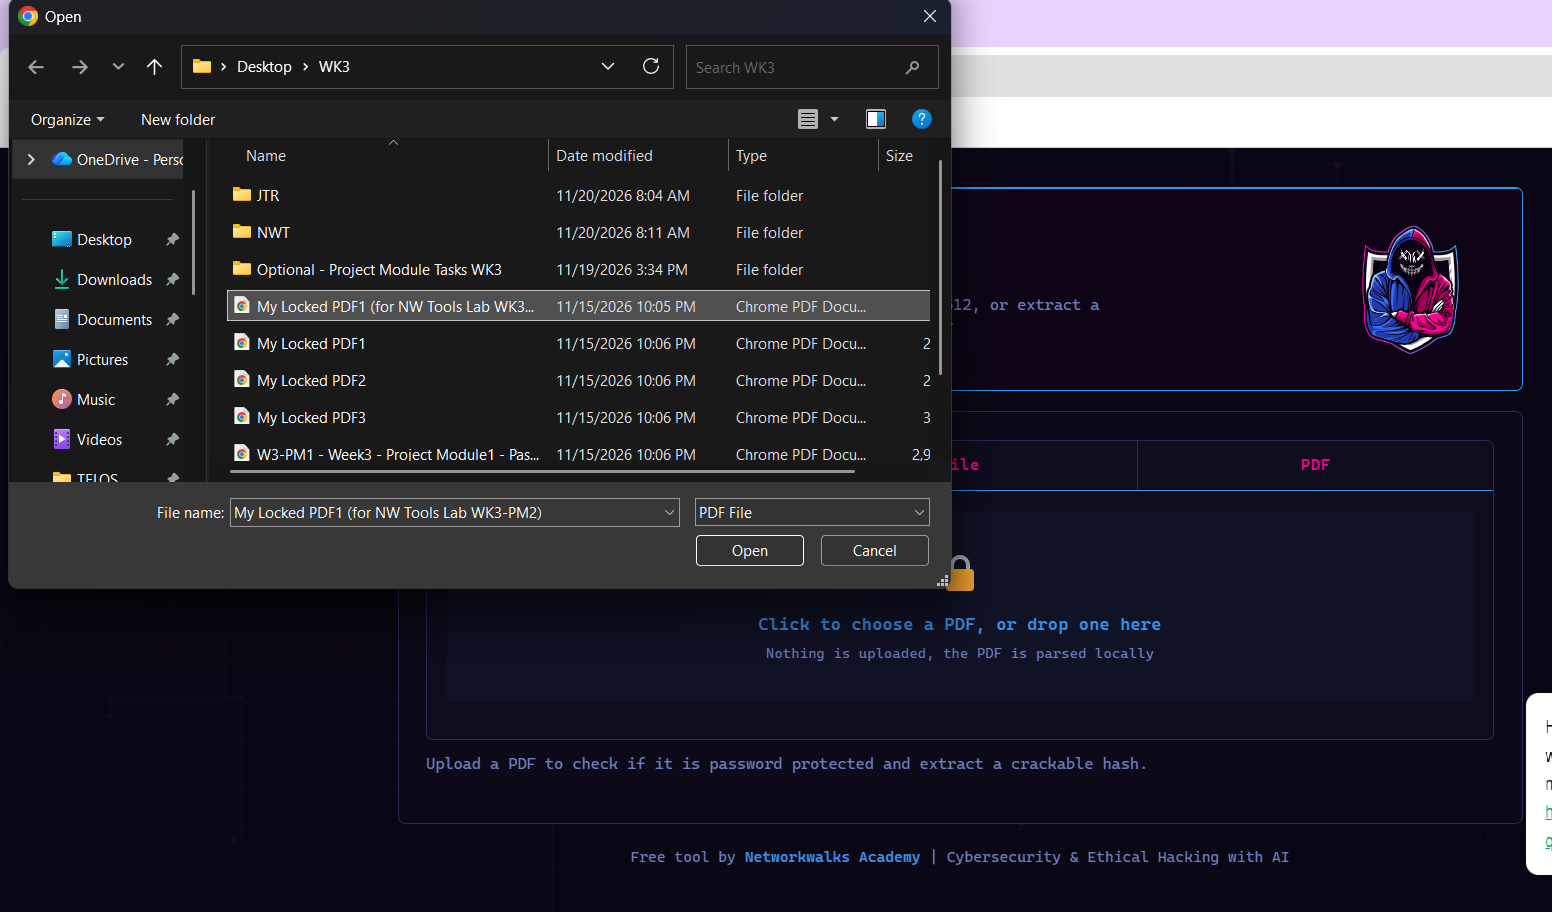 Open
Desktop > WK3
Search WK3
Organize
New folder
Name
Date modified
Type
Size
OneDrive - Perso
Desktop
Downloads
Documents
Pictures
Music
Videos
TELOS
JTR 11/20/2026 8:04 AM File folder
NWT 11/20/2026 8:11 AM File folder
Optional - Project Module Tasks WK3 11/19/2026 3:34 PM File folder
My Locked PDF1 (for NW Tools Lab WK3... 11/15/2026 10:05 PM Chrome PDF Docu...
My Locked PDF1 11/15/2026 10:06 PM Chrome PDF Docu... 2
My Locked PDF2 11/15/2026 10:06 PM Chrome PDF Docu... 2
My Locked PDF3 11/15/2026 10:06 PM Chrome PDF Docu... 3
W3-PM1 - Week3 - Project Module1 - Pas... 11/15/2026 10:06 PM Chrome PDF Docu... 2,9
File name: My Locked PDF1 (for NW Tools Lab WK3-PM2)
PDF File
Open
Cancel
512, or extract a
ile
PDF
Click to choose a PDF, or drop one here
Nothing is uploaded, the PDF is parsed locally
Upload a PDF to check if it is password protected and extract a crackable hash.
Free tool by Networkwalks Academy | Cybersecurity & Ethical Hacking with AI